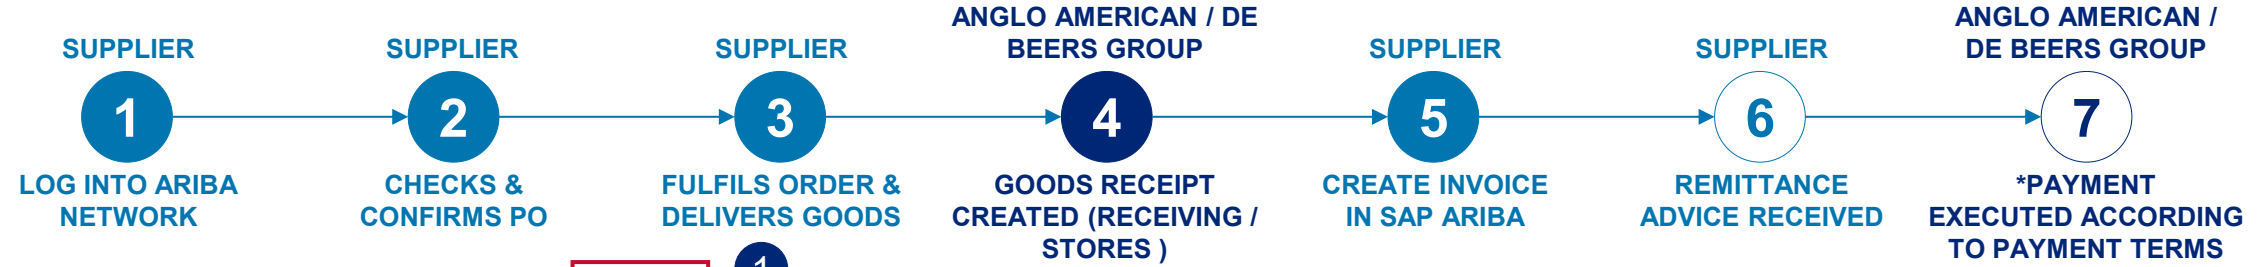 SUPPLIER
1
LOG INTO ARIBA
NETWORK
SUPPLIER
2
CHECKS &
CONFIRMS PO
SUPPLIER
3
FULFILS ORDER &
DELIVERS GOODS
ANGLO AMERICAN / DE
BEERS GROUP
4
GOODS RECEIPT
CREATED (RECEIVING /
STORES )
SUPPLIER
5
CREATE INVOICE
IN SAP ARIBA
SUPPLIER
6
REMITTANCE
ADVICE RECEIVED
ANGLO AMERICAN /
DE BEERS GROUP
7
*PAYMENT
EXECUTED ACCORDING
TO PAYMENT TERMS
1